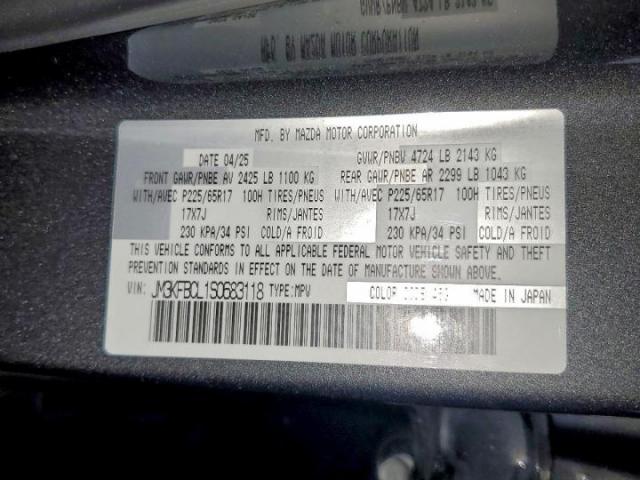 MFD. BY MAZDA MOTOR CORPORATION
DATE 04/25 GVWR/PNBV 4724 LB 2143 KG
FRONT GAWR/PNBE AV 2425 LB 1100 KG REAR GAWR/PNBE AR 2299 LB 1043 KG
WITH/AVEC P225/65R17 100H TIRES/PNEUS WITH/AVEC P225/65R17 100H TIRES/PNEUS
17X7J RIMS/JANTES 17X7J RIMS/JANTES
230 KPA/34 PSI COLD/A FROID 230 KPA/34 PSI COLD/A FROID
THIS VEHICLE CONFORMS TO ALL APPLICABLE FEDERAL MOTOR VEHICLE SAFETY AND THEFT
PREVENTION STANDARDS IN EFFECT ON THE DATE OF MANUFACTURE SHOWN ABOVE.
VIN: JM3KFBCL1S0683118 TYPE:MPV COLOR CODE MADE IN JAPAN